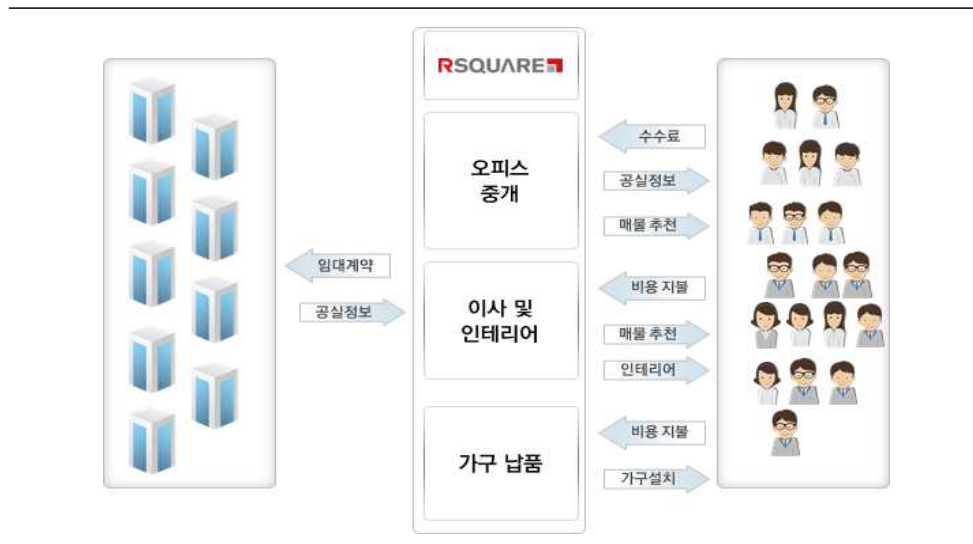 RSQUARE
오피스
중개
이사 및
인테리어
가구 납품
임대계약
공실정보
수수료
공실정보
매물 추천
비용 지불
매물 추천
인테리어
비용 지불
가구설치